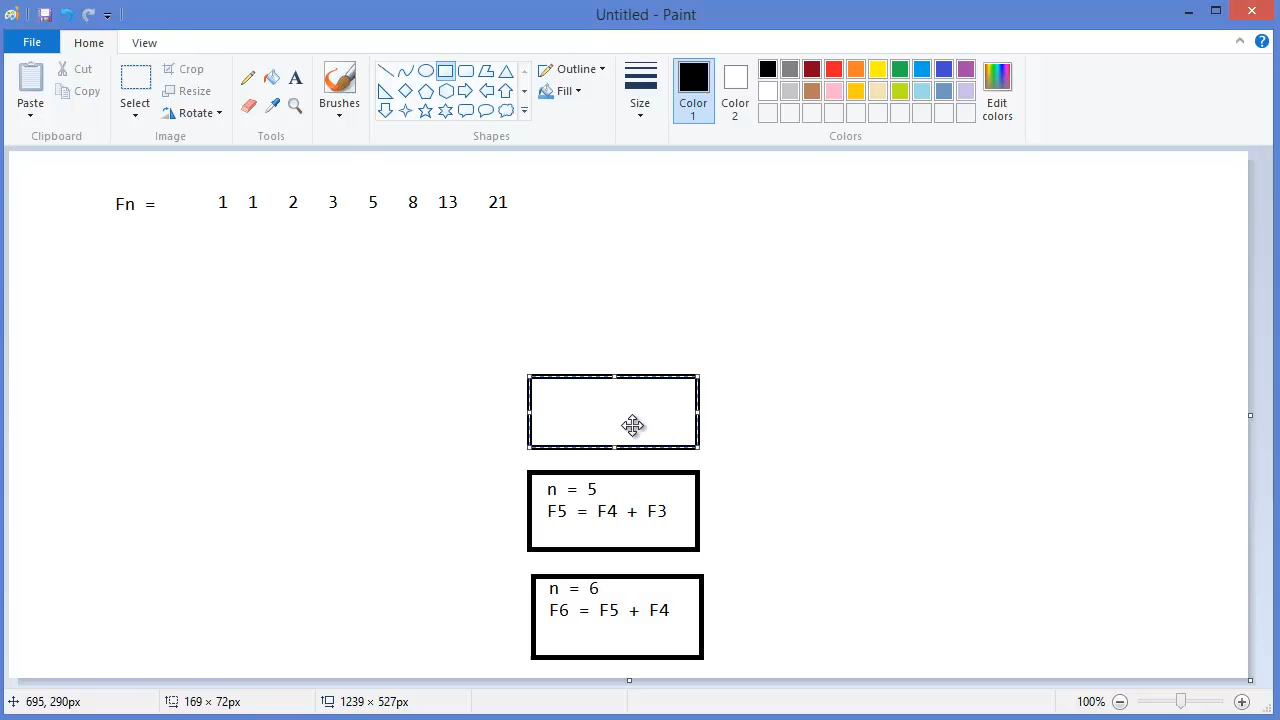 Untitled - Paint
File
Home
View
Paste
Cut
Copy
Clipboard
Select
Crop
Resize
Rotate
Image
A
Tools
Brushes
Outline
Fill
Shapes
Size
Color 1
Color 2
Edit colors
Colors
Fn = 1 1 2 3 5 8 13 21
n = 5
F5 = F4 + F3
n = 6
F6 = F5 + F4
695, 290px
169 × 72px
1239 × 527px
100%